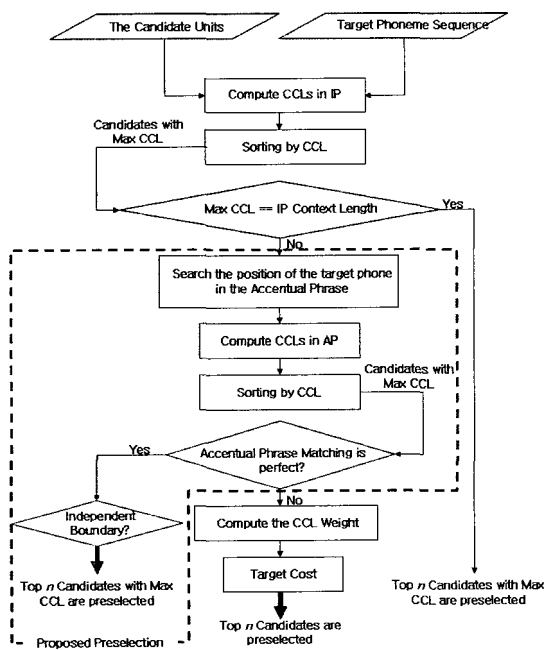 The Candidate Units
Target Phoneme Sequence
Compute CCLs in IP
Candidates with
Max CCL
Sorting by CCL
Max CCL == IP Context Length
Yes
No
Search the position of the target phone
in the Accentual Phrase
Compute CCLs in AP
Candidates with
Max CCL
Sorting by CCL
Accentual Phrase Matching is
perfect?
Yes
No
Independent
Boundary?
Compute the CCL Weight
Target Cost
Top n Candidates with Max
CCL are preselected
Top n Candidates are
preselected
Top n Candidates with Max
CCL are preselected
Proposed Preselection